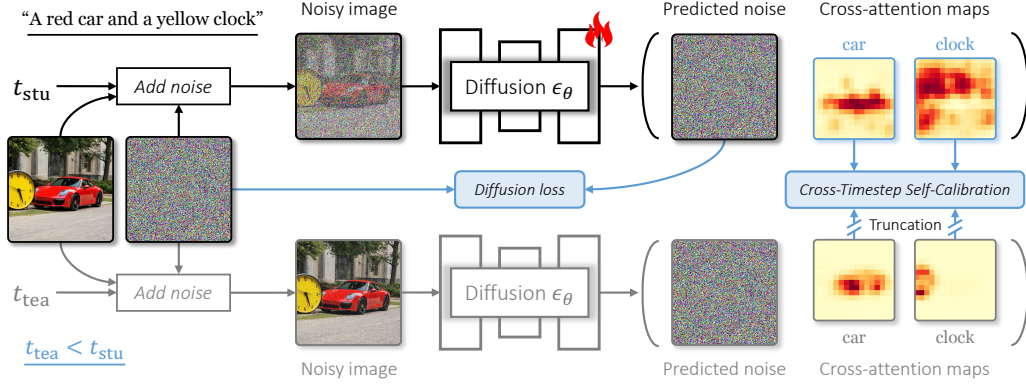 “A red car and a yellow clock”
Noisy image
Predicted noise
Cross-attention maps
car
clock
t_stu
Add noise
Diffusion ϵ_θ
Diffusion loss
Cross-Timestep Self-Calibration
Truncation
t_tea
Add noise
Diffusion ϵ_θ
car
clock
t_tea < t_stu
Noisy image
Predicted noise
Cross-attention maps